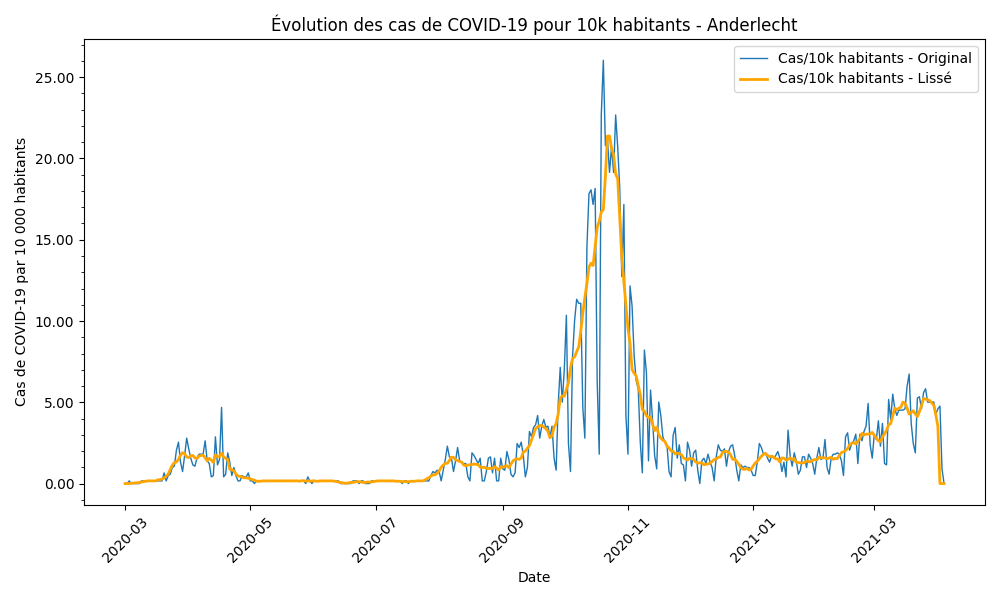 Évolution des cas de COVID-19 pour 10k habitants - Anderlecht
Cas/10k habitants - Original
Cas/10k habitants - Lissé
Cas de COVID-19 par 10 000 habitants
25.00
20.00
15.00
10.00
5.00
0.00
2020-03
2020-05
2020-07
2020-09
2020-11
2021-01
2021-03
Date